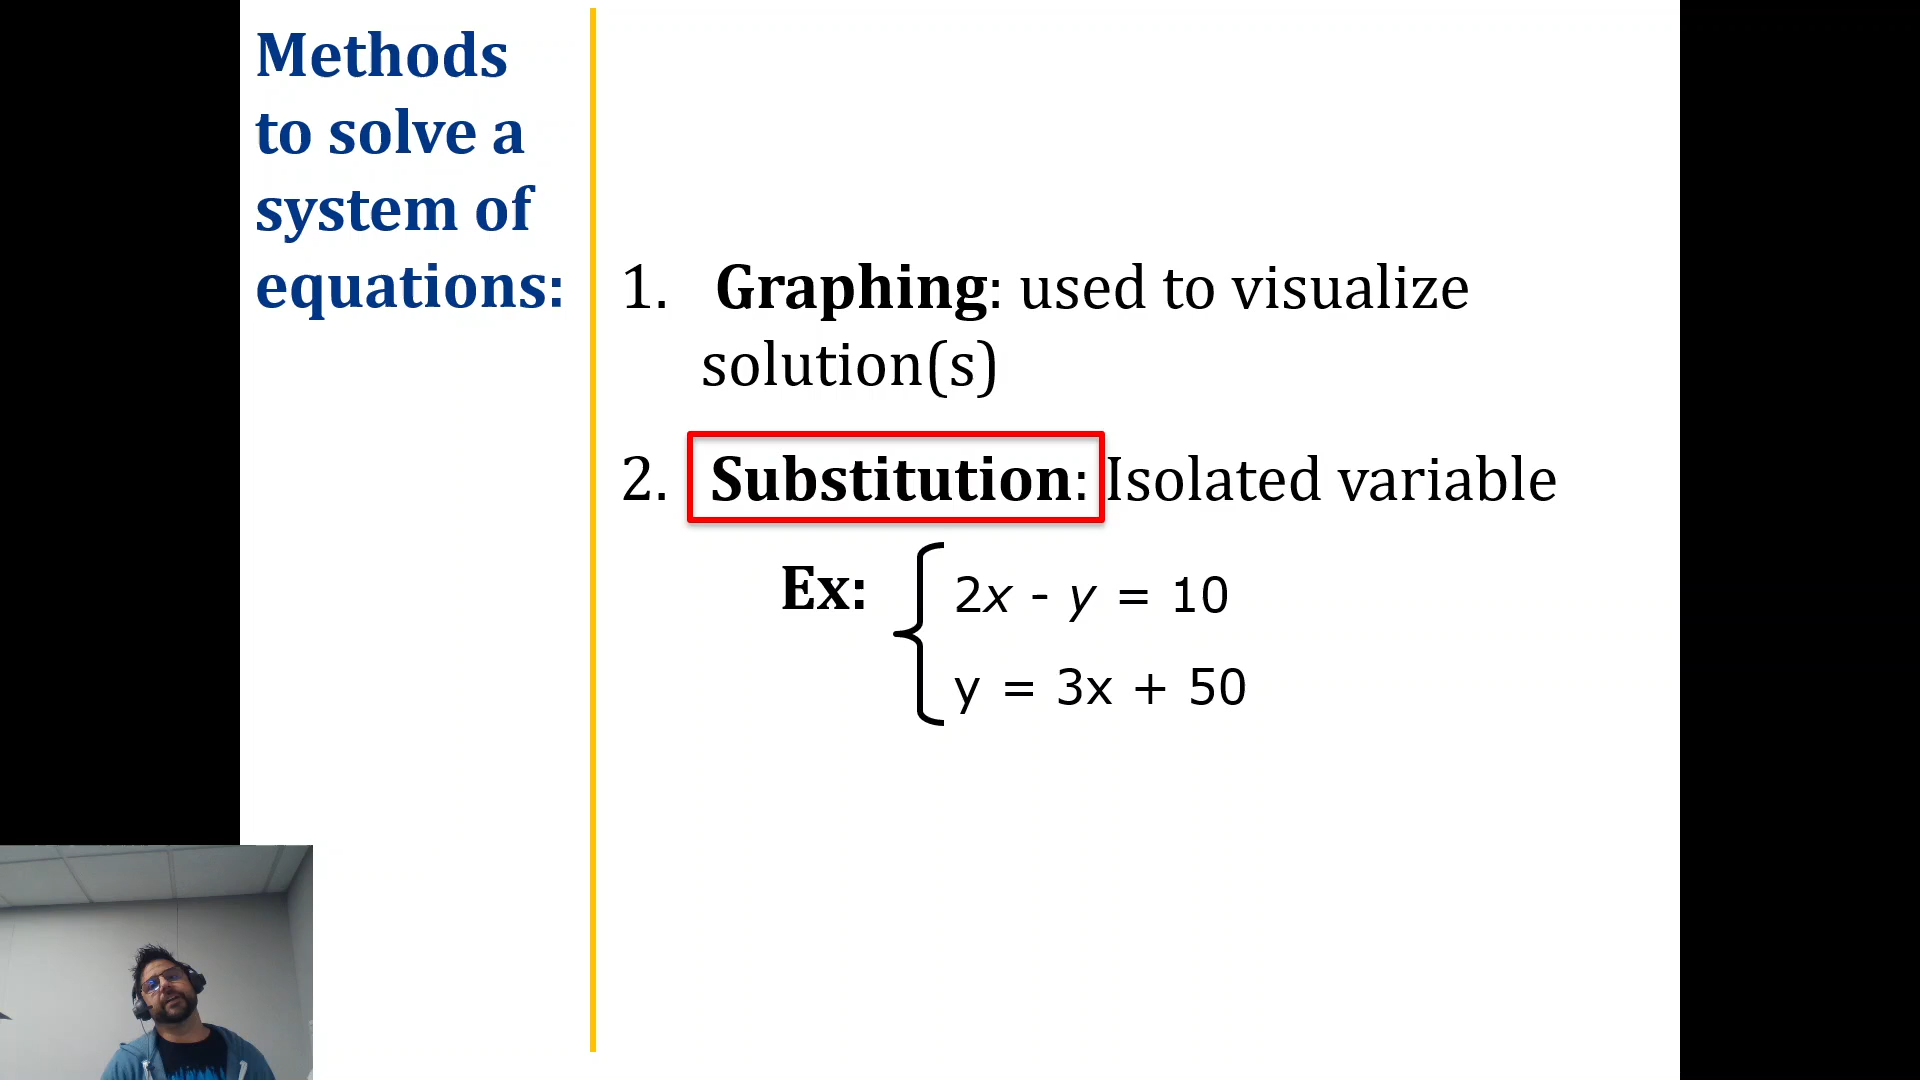 Methods
to solve a
system of
equations:
1. Graphing: used to visualize
solution(s)
2. Substitution: Isolated variable
Ex:
2x - y = 10
y = 3x + 50